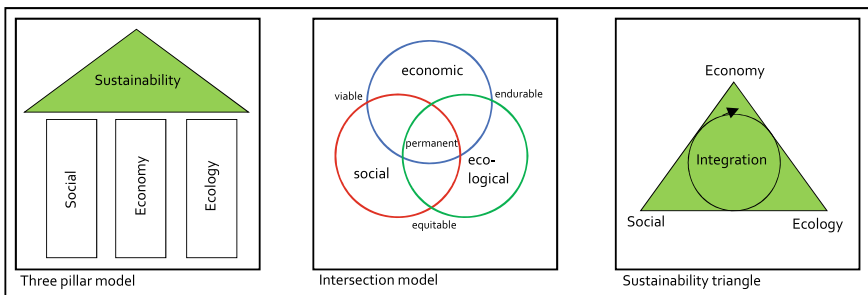 Sustainability
Social
Economy
Ecology
Three pillar model
economic
viable
endurable
permanent
social
eco-
logical
equitable
Intersection model
Economy
Integration
Social
Ecology
Sustainability triangle